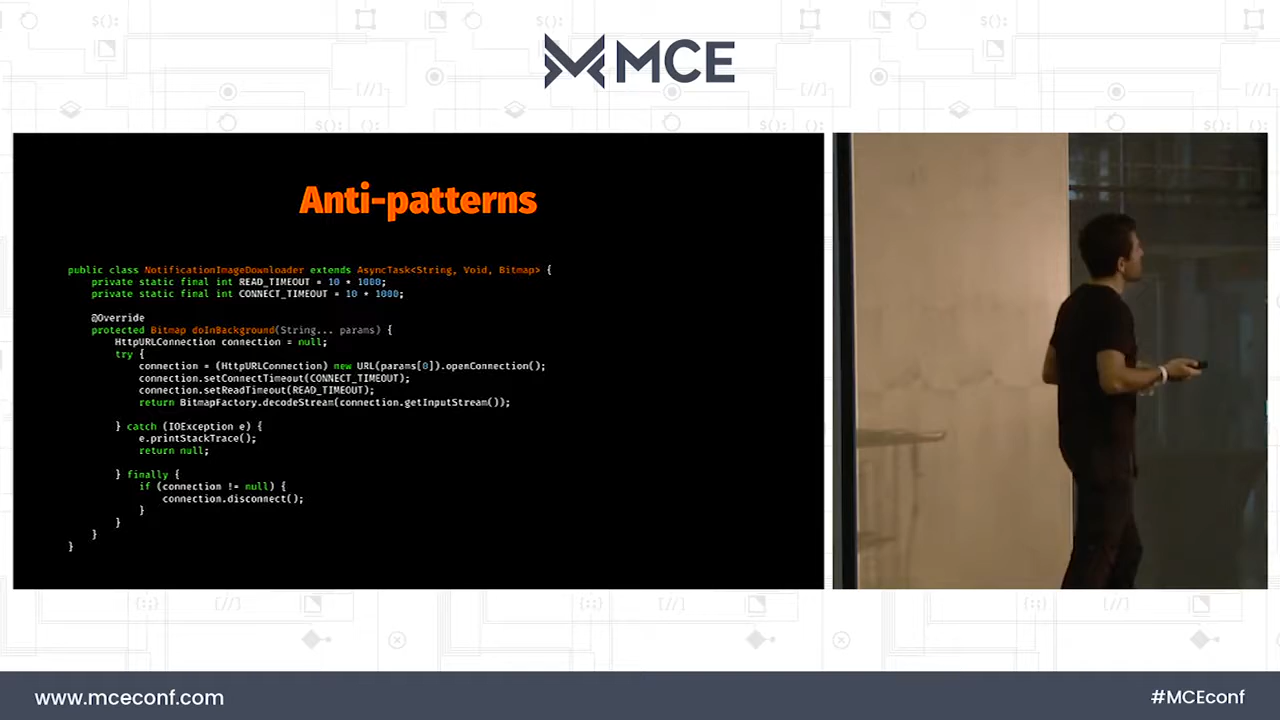 MCE
Anti-patterns
public class NotificationImageDownloader extends AsyncTask<String, Void, Bitmap> {
private static final int READ_TIMEOUT = 10 * 1000;
private static final int CONNECT_TIMEOUT = 10 * 1000;
@Override
protected Bitmap doInBackground(String... params) {
HttpURLConnection connection = null;
try {
connection = (HttpURLConnection) new URL(params[0]).openConnection();
connection.setConnectTimeout(CONNECT_TIMEOUT);
connection.setReadTimeout(READ_TIMEOUT);
return BitmapFactory.decodeStream(connection.getInputStream());
} catch (IOException e) {
e.printStackTrace();
return null;
} finally {
if (connection != null) {
connection.disconnect();
}
}
}
}
www.mceconf.com
#MCEconf